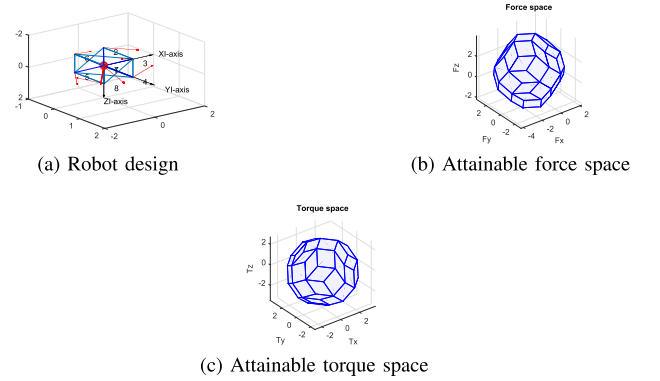 Force space
-2
0
2
-1
0
1
2
-2
0
2
XI-axis
YI-axis
ZI-axis
2
3
4
8
Fz
2
0
-2
Fy
2
0
-2
Fx
-4
-2
0
2
(a) Robot design
(b) Attainable force space
Torque space
Tz
2
0
-2
Ty
2
0
-2
Tx
-2
0
2
(c) Attainable torque space